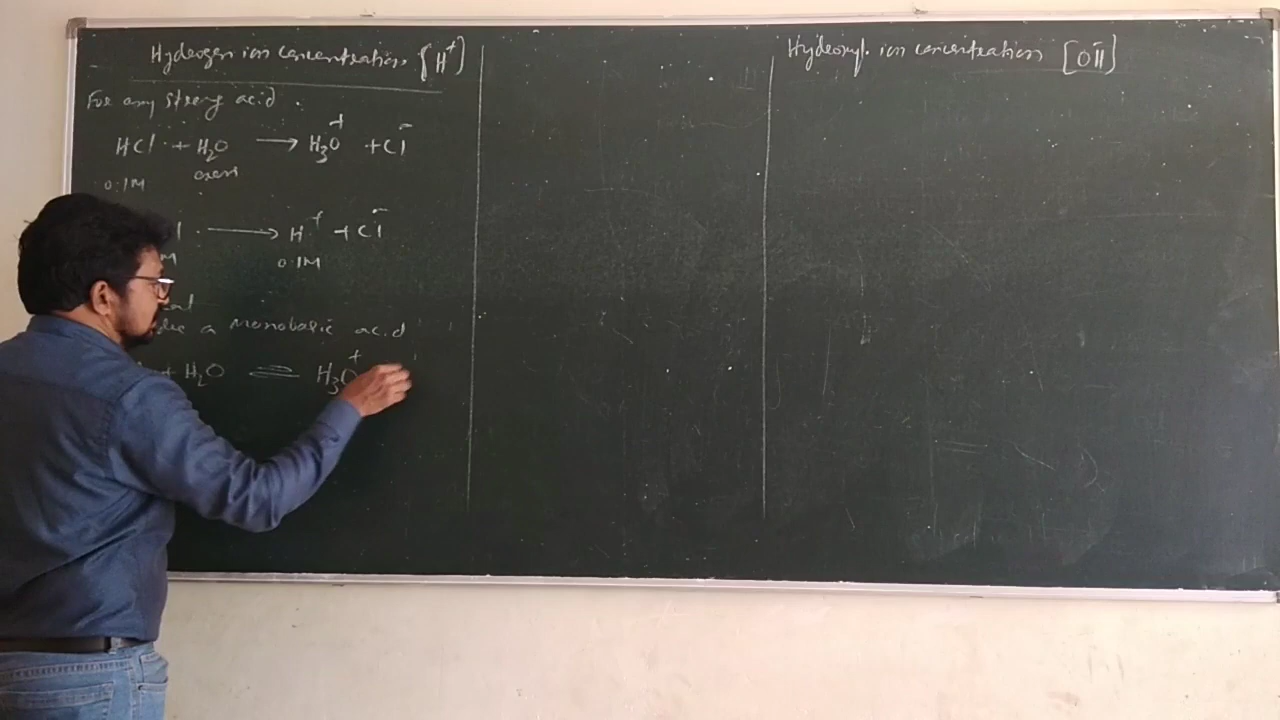 Hydrogen ion concentration [H⁺]
For any strong acid.
HCl + H₂O → H₃O⁺ + Cl⁻
0.1M
→ H⁺ + Cl⁻
M 0.1M
a Monobasic acid
+ H₂O ⇌ H₃O⁺
Hydroxyl ion concentration [OH⁻]